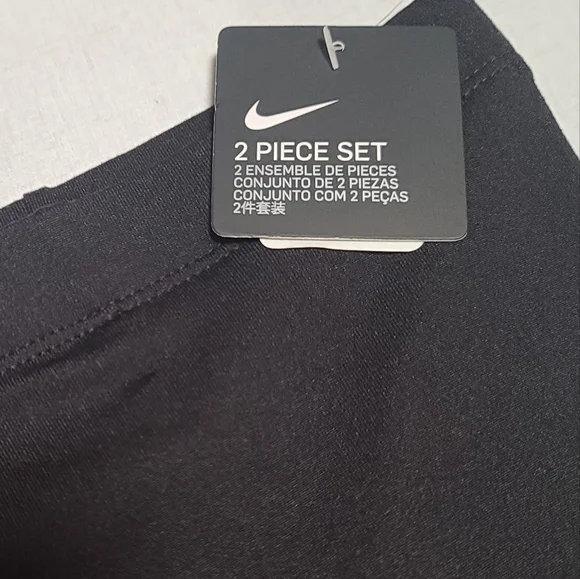 2 PIECE SET
2 ENSEMBLE DE PIECES
CONJUNTO DE 2 PIEZAS
CONJUNTO COM 2 PEÇAS
2件套装